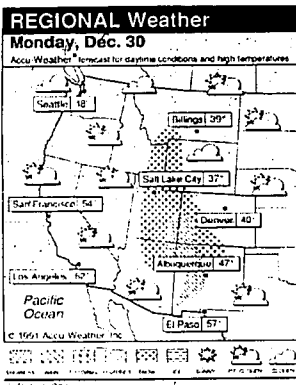 REGIONAL Weather
Monday, Dec. 30
Accu-Weather forecast for daytime conditions and high temperatures
Seattle 18°
Billings 39°
Salt Lake City 37°
San Francisco 54°
Denver 40°
Albuquerque 47°
Los Angeles 62°
Pacific
Ocean
El Paso 57°
© 1991 Accu-Weather, Inc.